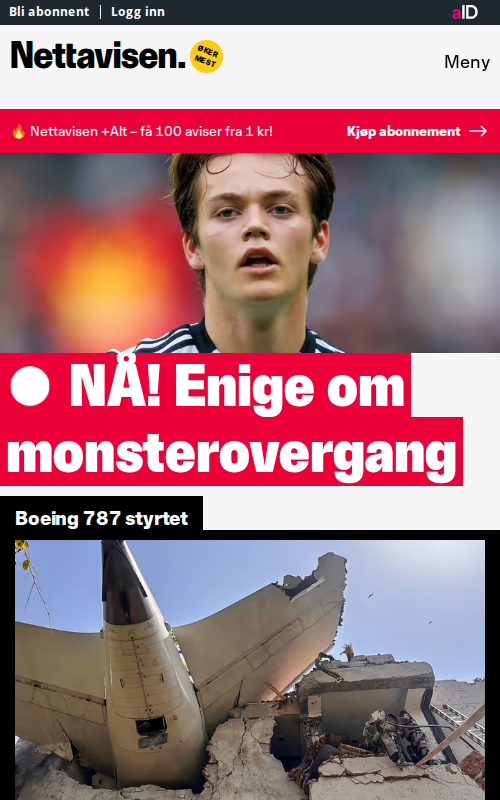 Bli abonnent | Logg inn
aID
Nettavisen.
ØKER
MEST
Meny
🔥 Nettavisen +Alt – få 100 aviser fra 1 kr!
Kjøp abonnement →
NÅ! Enige om
monsterovergang
Boeing 787 styrtet